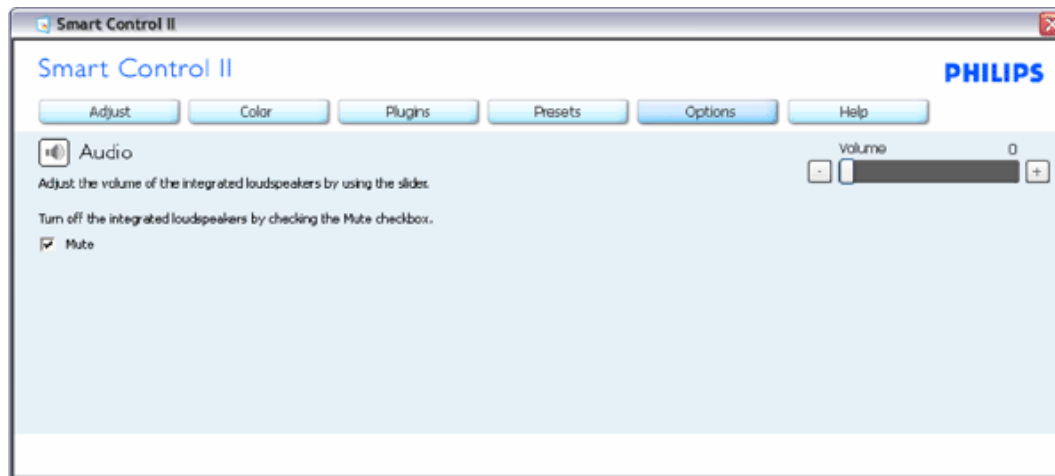 Smart Control II
Smart Control II
PHILIPS
Adjust Color Plugins Presets Options Help
Audio
Volume 0
- +
Adjust the volume of the integrated loudspeakers by using the slider.
Turn off the integrated loudspeakers by checking the Mute checkbox.
Mute